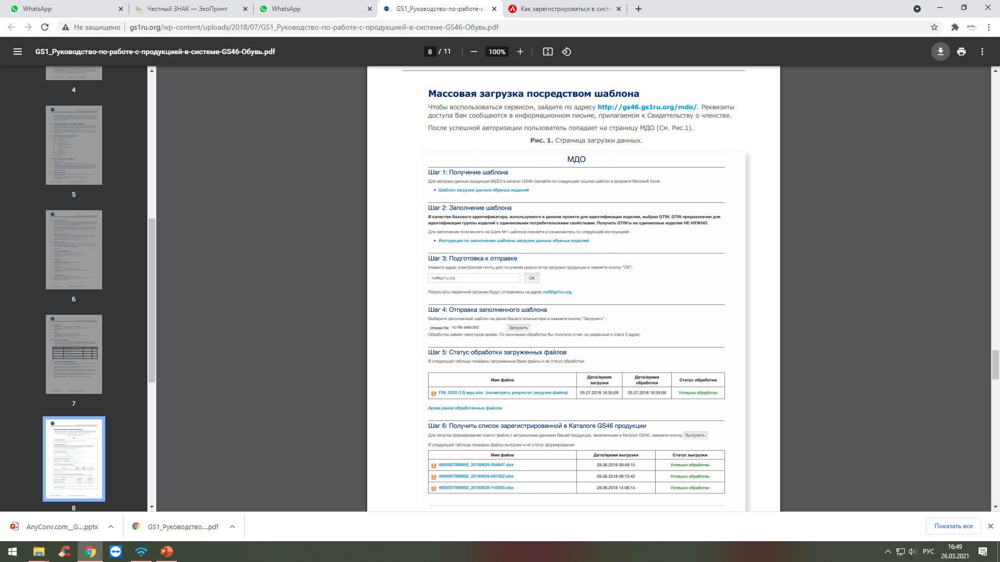 WhatsApp
Честный ЗНАК — ЭкоПринт
WhatsApp
GS1_Руководство-по-работе-с-
Как зарегистрироваться в систе
Не защищено
gs1ru.org/wp-content/uploads/2018/07/GS1_Руководство-по-работе-с-продукцией-в-системе-GS46-Обувь.pdf
GS1_Руководство-по-работе-с-продукцией-в-системе-GS46-Обувь.pdf
8 / 11
100%
4
5
6
7
8
Массовая загрузка посредством шаблона
Чтобы воспользоваться сервисом, зайдите по адресу http://gs46.gs1ru.org/mdo/. Реквизиты
доступа Вам сообщаются в информационном письме, прилагаемом к Свидетельству о членстве.
После успешной авторизации пользователь попадает на страницу МДО (См. Рис.1).
Рис. 1. Страница загрузки данных.
МДО
Шаг 1: Получение шаблона
Для загрузки данных продукции (МДО) в каталог GS46 скачайте по следующей ссылке шаблон в формате Microsoft Excel:
• Шаблон загрузки данных обувных изделий
Шаг 2: Заполнение шаблона
В качестве базового идентификатора, используемого в данном проекте для идентификации изделия, выбран GTIN. GTIN предназначен для
идентификации группы изделий с одинаковыми потребительскими свойствами. Получать GTIN'ы на одинаковые изделия НЕ НУЖНО.
Для заполнения полученного на Шаге №1 шаблона скачайте и ознакомьтесь со следующей инструкцией:
• Инструкция по заполнению шаблона загрузки данных обувных изделий
Шаг 3: Подготовка к отправке
Укажите адрес электронной почты для получения результатов загрузки продукции и нажмите кнопку "ОК":
null@gs1ru.org
OK
Результаты первичной загрузки будут отправлены на адрес null@gs1ru.org
Шаг 4: Отправка заполненного шаблона
Выберите заполненный шаблон на диске Вашего компьютера и нажмите кнопку "Загрузить" :
Choose File no file selected
Загрузить
Обработка займет некоторое время. По окончании обработки Вы получите отчет на указанный в Шаге 3 адрес.
Шаг 5: Статус обработки загруженных файлов
В следующей таблице показаны загруженные Вами файлы и их статус обработки:
Имя файла
Дата/время
загрузки
Дата/время
обработки
Статус обработки
F08_0203 (12) мдо.xlsx (посмотреть результат загрузки файла)
05.07.2018 16:35:09
05.07.2018 16:35:09
Успешно обработан
Архив ранее обработанных файлов
Шаг 6: Получить список зарегистрированной в Каталоге GS46 продукции
Для запуска формирования нового файла с актуальными данными Вашей продукции, занесенными в Каталог GS46, нажмите кнопку Выгрузить.
В следующей таблице показаны файлы выгрузки и их статус формирования:
Имя файла
Дата/время выгрузки
Статус выгрузки
4600007999992_20180629-094847.xlsx
29.06.2018 09:49:15
Успешно обработан
4600007999992_20180629-091502.xlsx
29.06.2018 09:15:42
Успешно обработан
4600007999992_20180628-140550.xlsx
28.06.2018 14:06:14
Успешно обработан
AnyConv.com__G....pptx
GS1_Руководство....pdf
Показать все
РУС
16:49
26.03.2021